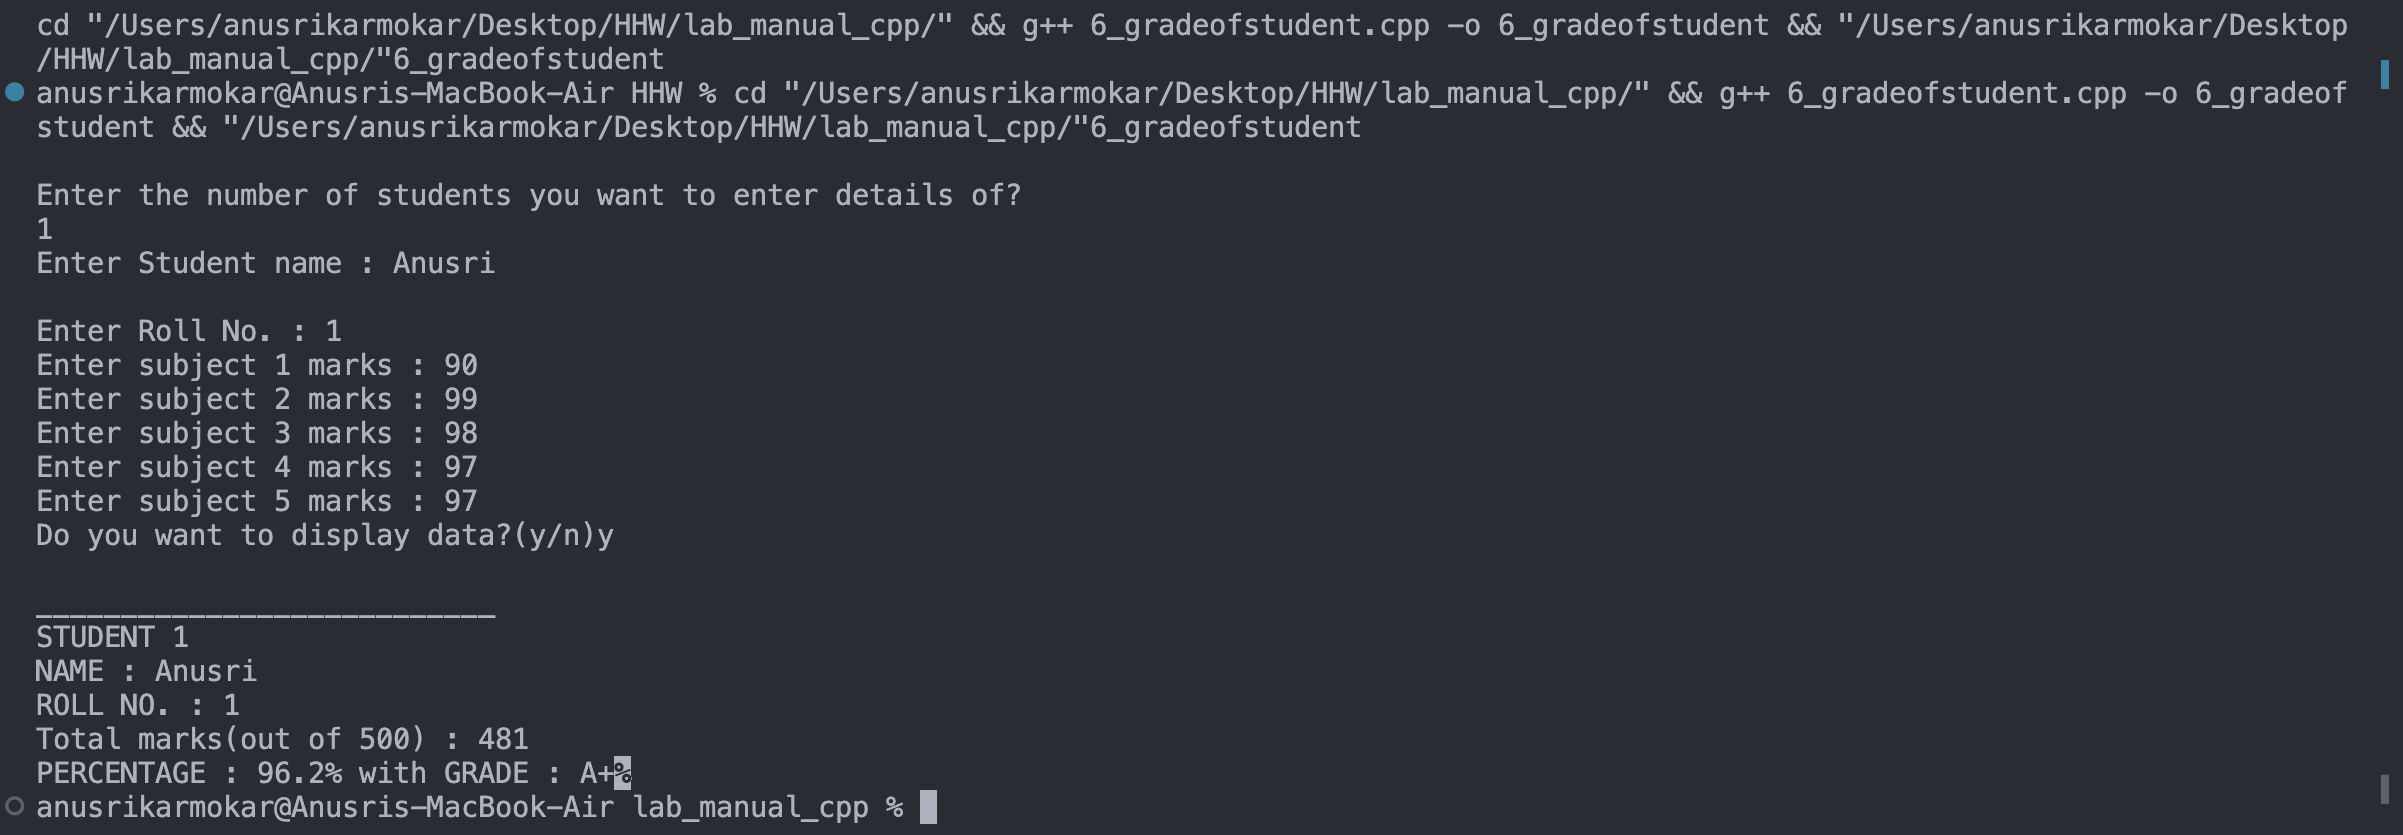 cd "/Users/anusrikarmokar/Desktop/HHW/lab_manual_cpp/" && g++ 6_gradeofstudent.cpp -o 6_gradeofstudent && "/Users/anusrikarmokar/Desktop
/HHW/lab_manual_cpp/"6_gradeofstudent
anusrikarmokar@Anusris-MacBook-Air HHW % cd "/Users/anusrikarmokar/Desktop/HHW/lab_manual_cpp/" && g++ 6_gradeofstudent.cpp -o 6_gradeof
student && "/Users/anusrikarmokar/Desktop/HHW/lab_manual_cpp/"6_gradeofstudent
Enter the number of students you want to enter details of?
1
Enter Student name : Anusri
Enter Roll No. : 1
Enter subject 1 marks : 90
Enter subject 2 marks : 99
Enter subject 3 marks : 98
Enter subject 4 marks : 97
Enter subject 5 marks : 97
Do you want to display data?(y/n)y
___________________________
STUDENT 1
NAME : Anusri
ROLL NO. : 1
Total marks(out of 500) : 481
PERCENTAGE : 96.2% with GRADE : A+%
anusrikarmokar@Anusris-MacBook-Air lab_manual_cpp %